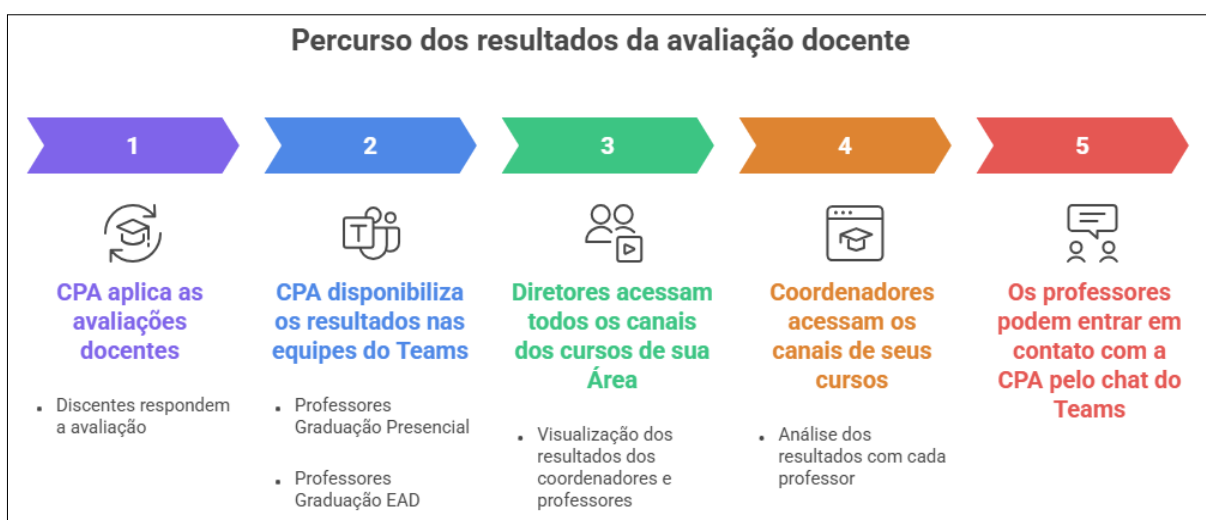 Percurso dos resultados da avaliação docente
1
2
3
4
5
T
CPA aplica as
avaliações
docentes
• Discentes respondem
a avaliação
CPA disponibiliza
os resultados nas
equipes do Teams
• Professores
Graduação Presencial
• Professores
Graduação EAD
Diretores acessam
todos os canais
dos cursos de sua
Área
• Visualização dos
resultados dos
coordenadores e
professores
Coordenadores
acessam os
canais de seus
cursos
• Análise dos
resultados com cada
professor
Os professores
podem entrar em
contato com a
CPA pelo chat do
Teams